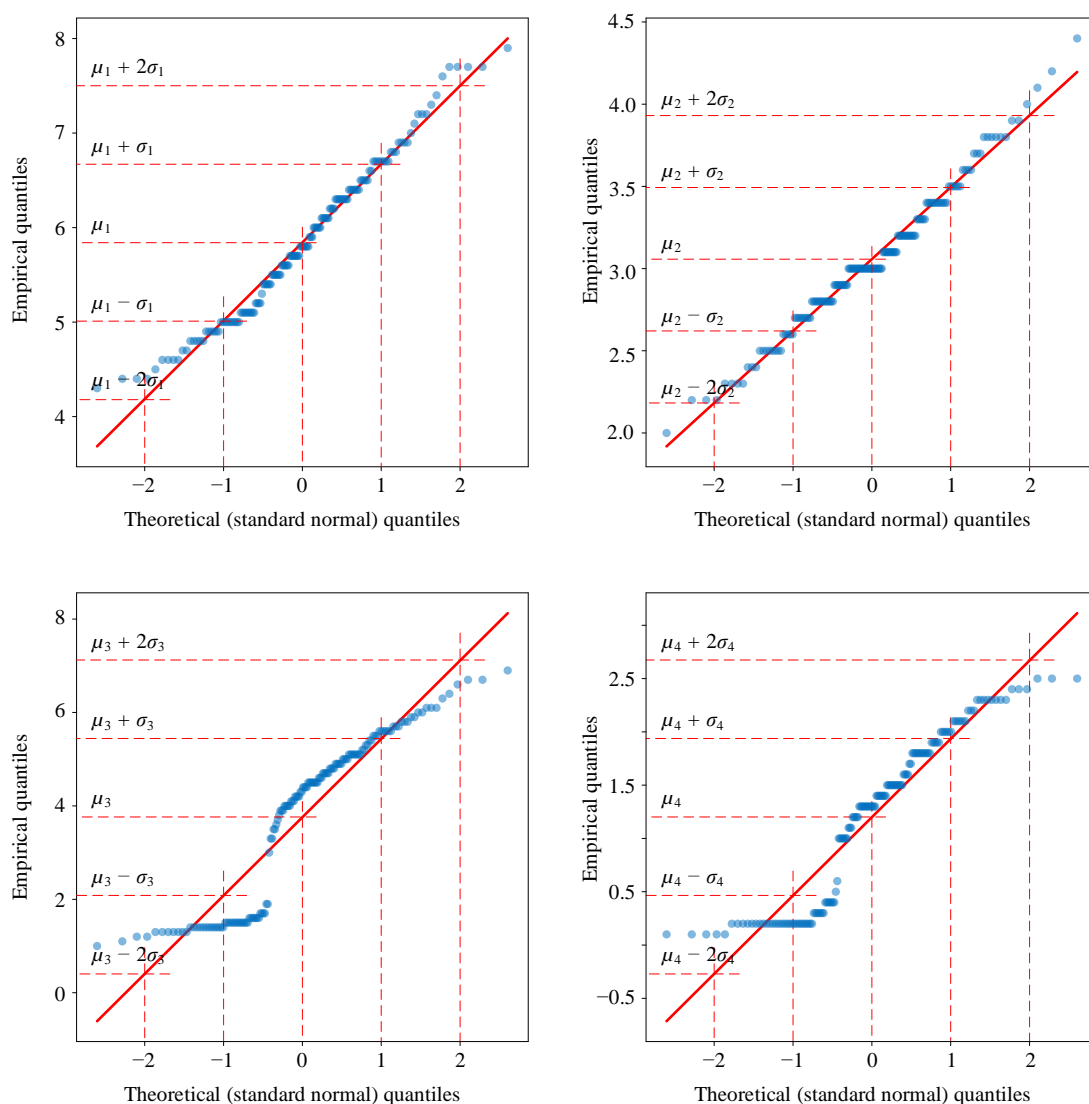 8
μ₁ + 2σ₁
7
μ₁ + σ₁
6
μ₁
μ₁ − σ₁
5
μ₁ − 2σ₁
4
−2 −1 0 1 2
Theoretical (standard normal) quantiles
Empirical quantiles
4.5
μ₂ + 2σ₂
4.0
μ₂ + σ₂
3.5
μ₂
3.0
μ₂ − σ₂
2.5
μ₂ − 2σ₂
2.0
−2 −1 0 1 2
Theoretical (standard normal) quantiles
Empirical quantiles
8
μ₃ + 2σ₃
6
μ₃ + σ₃
4
μ₃
μ₃ − σ₃
2
μ₃ − 2σ₃
0
−2 −1 0 1 2
Theoretical (standard normal) quantiles
Empirical quantiles
μ₄ + 2σ₄
2.5
μ₄ + σ₄
1.5
μ₄
μ₄ − σ₄
0.5
μ₄ − 2σ₄
−0.5
−2 −1 0 1 2
Theoretical (standard normal) quantiles
Empirical quantiles